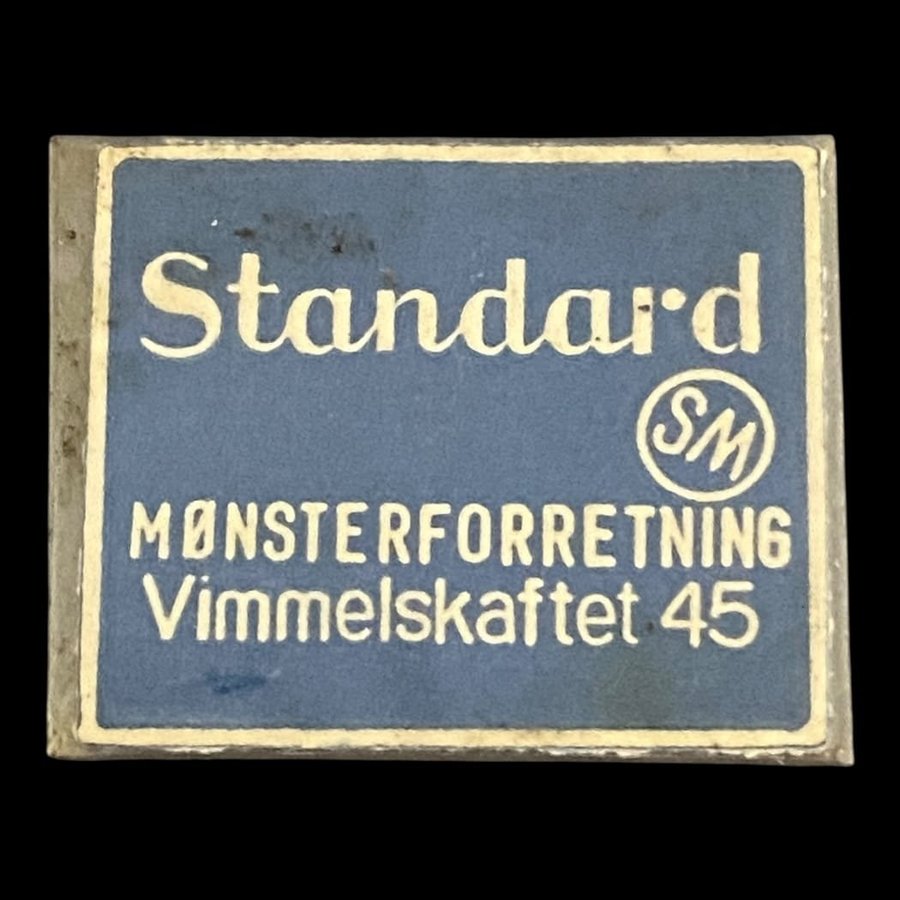 Standard
SM
MØNSTERFORRETNING
Vimmelskaftet 45